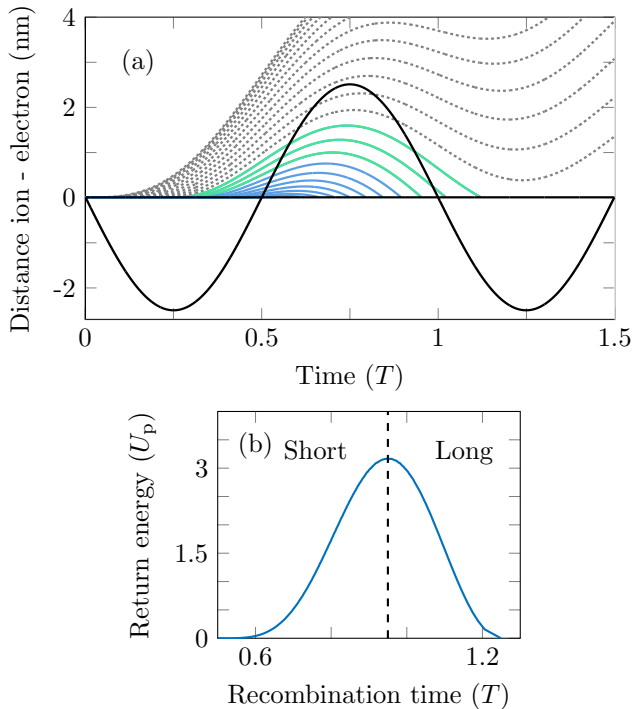 4
(a)
2
0
-2
Distance ion - electron (nm)
0 0.5 1 1.5
Time (T)
(b) Short Long
3
1.5
0
Return energy (Up)
0.6 1.2
Recombination time (T)